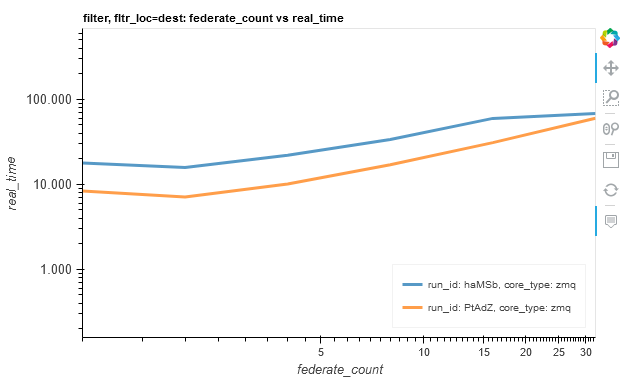 filter, fltr_loc=dest: federate_count vs real_time
100.000
10.000
1.000
real_time
run_id: haMSb, core_type: zmq
run_id: PtAdZ, core_type: zmq
5 10 15 20 25 30
federate_count